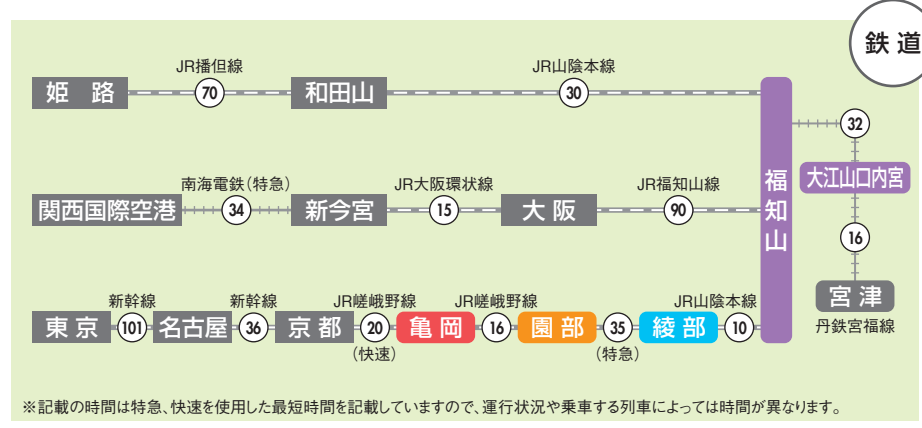 鉄道
JR播但線
JR山陰本線
姫路
70
和田山
30
32
福知山
大江山口内宮
南海電鉄(特急)
JR大阪環状線
JR福知山線
関西国際空港
34
新今宮
15
大阪
90
16
宮津
丹鉄宮福線
新幹線
新幹線
JR嵯峨野線
JR嵯峨野線
JR山陰本線
東京
101
名古屋
36
京都
20
亀岡
16
園部
35
綾部
10
(快速)
(特急)
※記載の時間は特急、快速を使用した最短時間を記載していますので、運行状況や乗車する列車によっては時間が異なります。